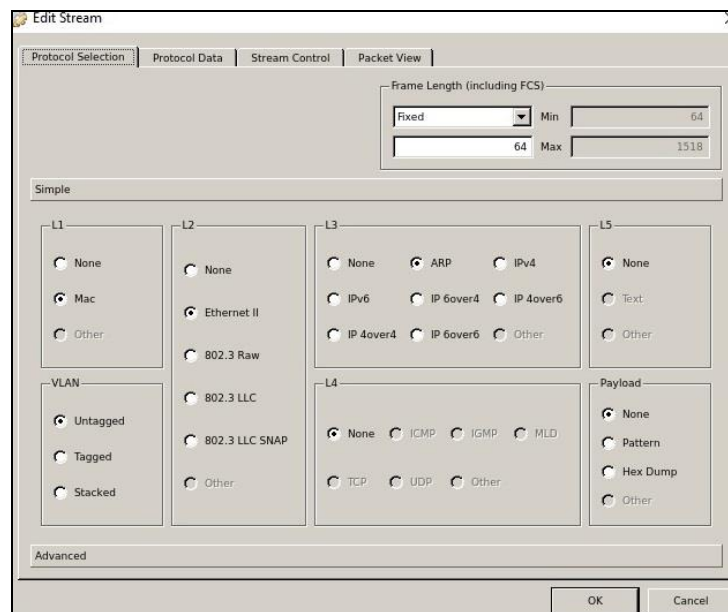 Edit Stream
Protocol Selection Protocol Data Stream Control Packet View
Frame Length (including FCS)
Fixed Min 64
64 Max 1518
Simple
L1
None
Mac
Other
VLAN
Untagged
Tagged
Stacked
L2
None
Ethernet II
802.3 Raw
802.3 LLC
802.3 LLC SNAP
Other
L3
None ARP IPv4
IPv6 IP 6over4 IP 4over6
IP 4over4 IP 6over6 Other
L4
None ICMP IGMP MLD
TCP UDP Other
L5
None
Text
Other
Payload
None
Pattern
Hex Dump
Other
Advanced
OK Cancel